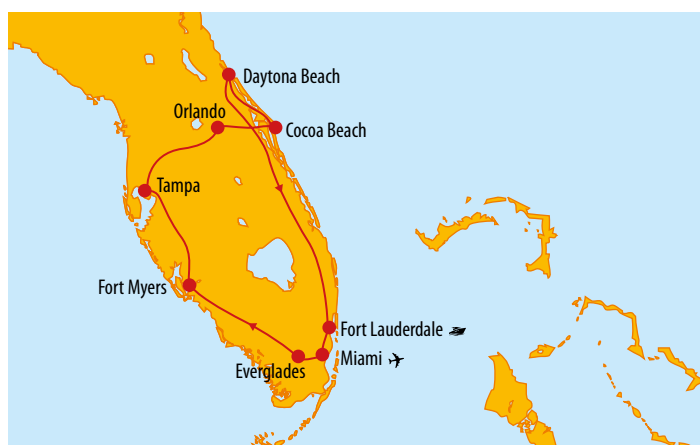 Daytona Beach
Orlando
Cocoa Beach
Tampa
Fort Myers
Fort Lauderdale
Everglades
Miami